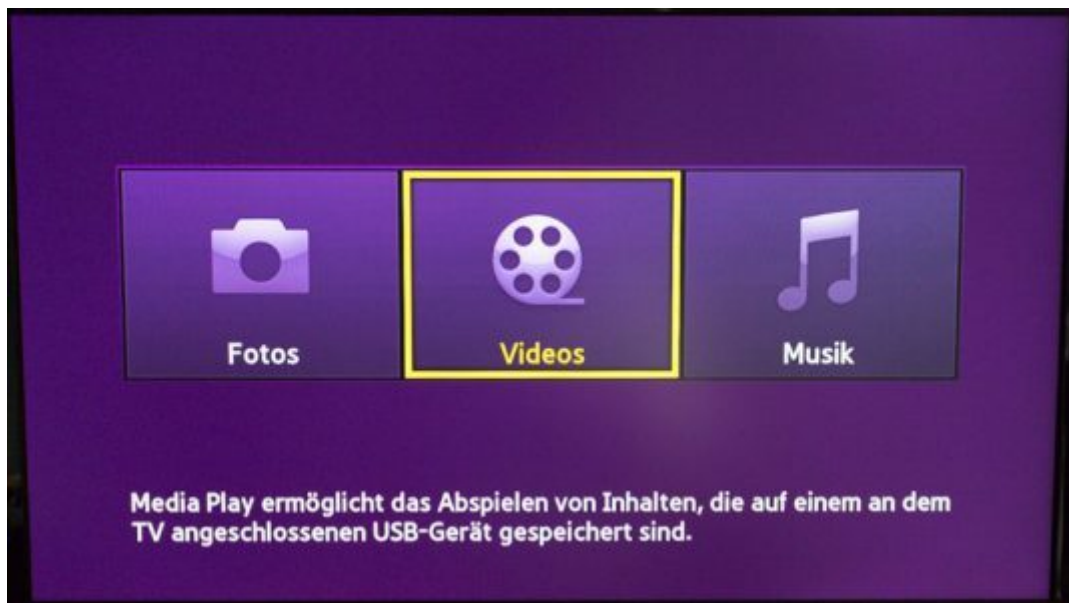 Fotos
Videos
Musik
Media Play ermöglicht das Abspielen von Inhalten, die auf einem an dem
TV angeschlossenen USB-Gerät gespeichert sind.